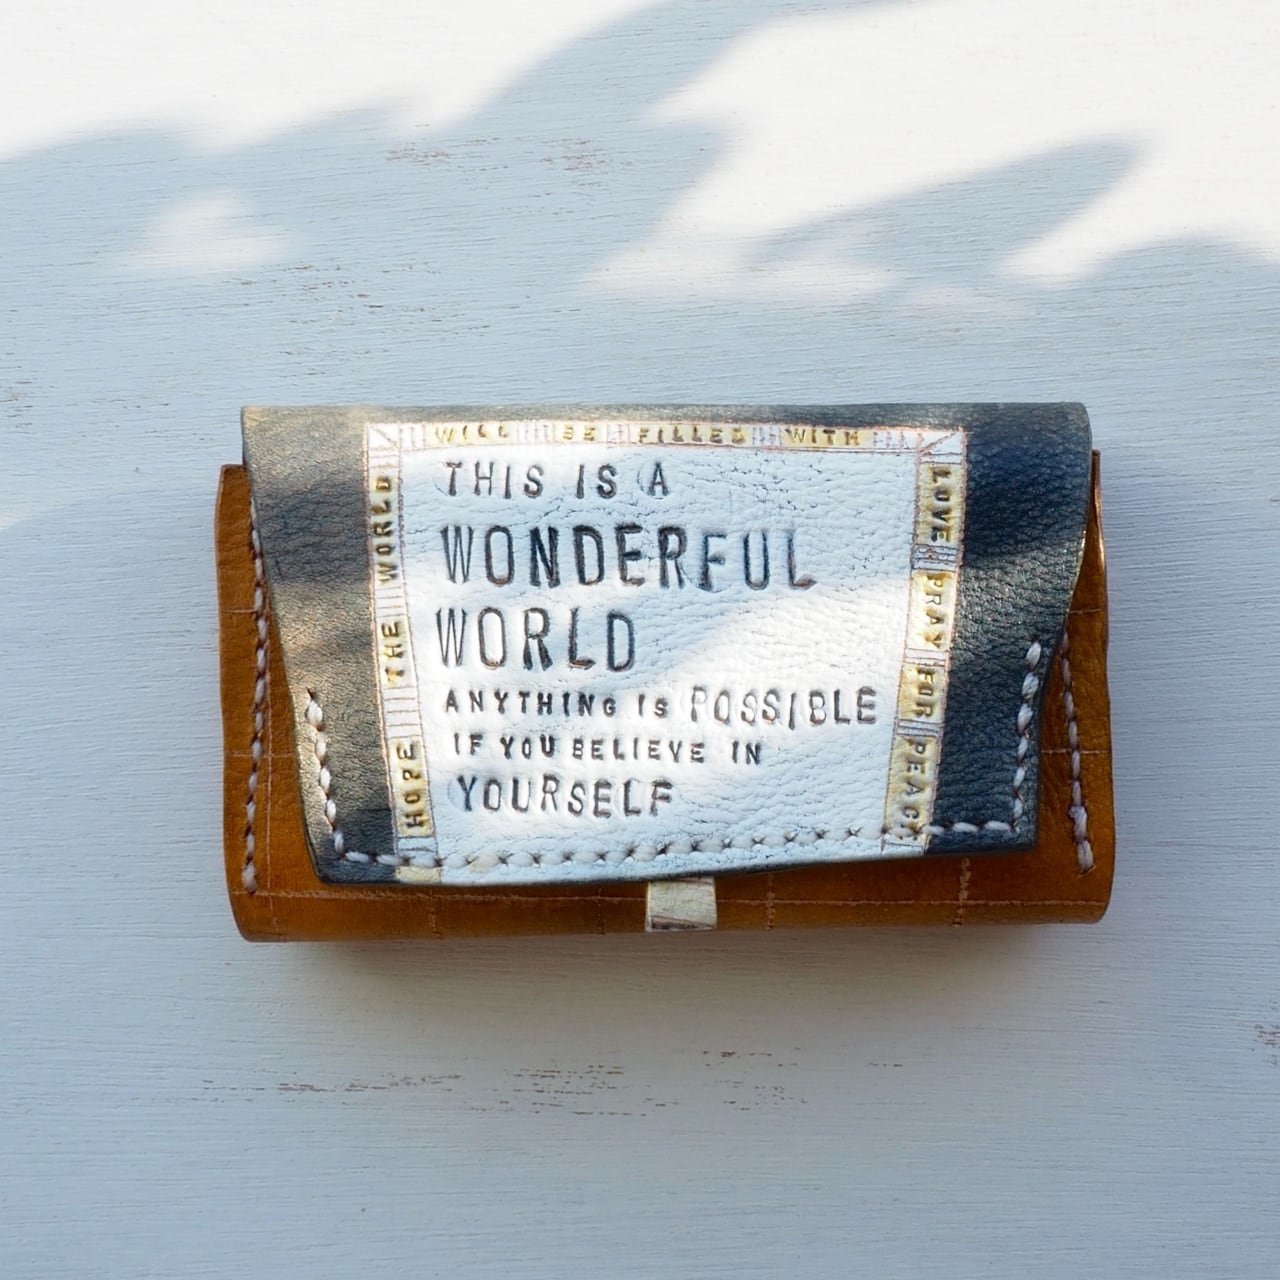 THIS IS A
WONDERFUL
WORLD
ANYTHING IS POSSIBLE
IF YOU BELIEVE IN
YOURSELF
HOPE THE WORLD
WILL BE FILLED WITH
LOVE PRAY FOR PEACE